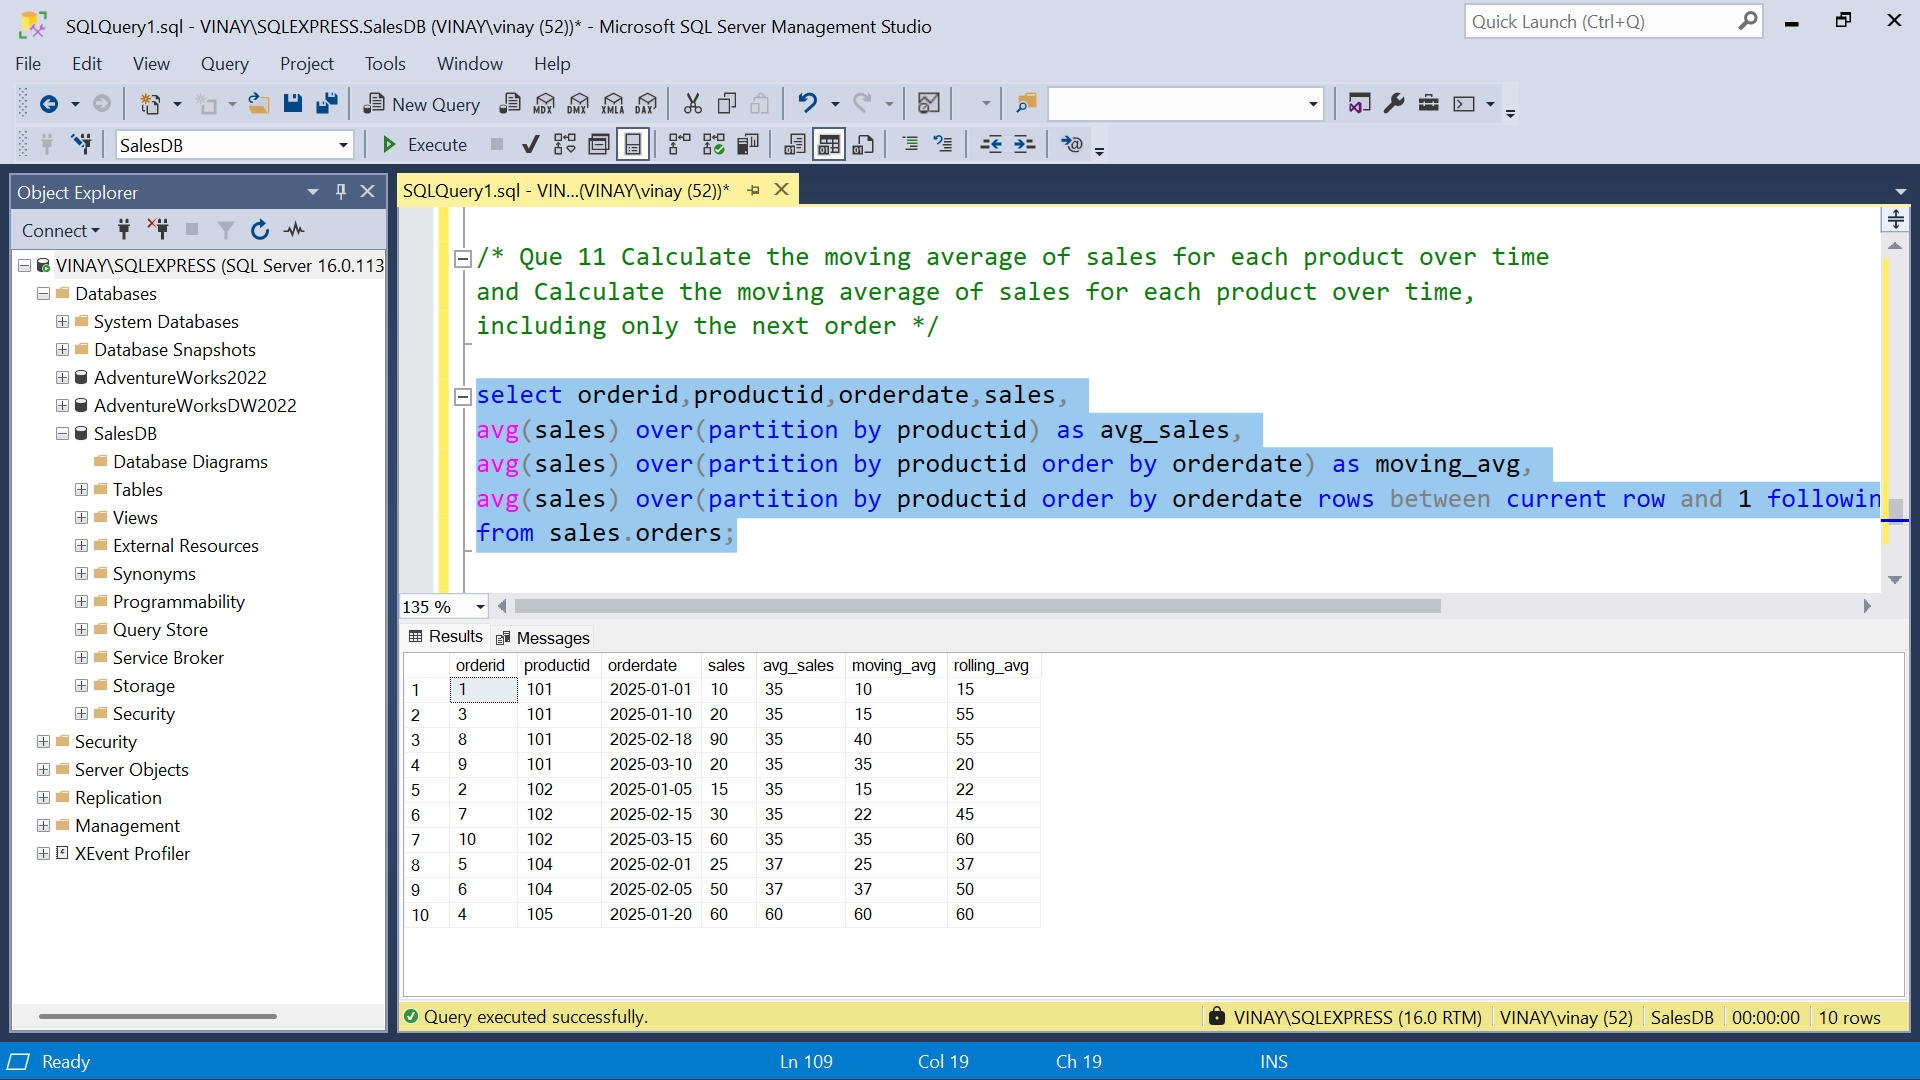 SQLQuery1.sql - VINAY\SQLEXPRESS.SalesDB (VINAY\vinay (52))* - Microsoft SQL Server Management Studio
Quick Launch (Ctrl+Q)
File Edit View Query Project Tools Window Help
New Query MDX DMX XMLA DAX
SalesDB Execute
Object Explorer
Connect
VINAY\SQLEXPRESS (SQL Server 16.0.113
Databases
System Databases
Database Snapshots
AdventureWorks2022
AdventureWorksDW2022
SalesDB
Database Diagrams
Tables
Views
External Resources
Synonyms
Programmability
Query Store
Service Broker
Storage
Security
Security
Server Objects
Replication
Management
XEvent Profiler
SQLQuery1.sql - VIN...(VINAY\vinay (52))*
/* Que 11 Calculate the moving average of sales for each product over time
and Calculate the moving average of sales for each product over time,
including only the next order */
select orderid,productid,orderdate,sales,
avg(sales) over(partition by productid) as avg_sales,
avg(sales) over(partition by productid order by orderdate) as moving_avg,
avg(sales) over(partition by productid order by orderdate rows between current row and 1 followin
from sales.orders;
135 %
Results Messages
orderid productid orderdate sales avg_sales moving_avg rolling_avg
1 1 101 2025-01-01 10 35 10 15
2 3 101 2025-01-10 20 35 15 55
3 8 101 2025-02-18 90 35 40 55
4 9 101 2025-03-10 20 35 35 20
5 2 102 2025-01-05 15 35 15 22
6 7 102 2025-02-15 30 35 22 45
7 10 102 2025-03-15 60 35 35 60
8 5 104 2025-02-01 25 37 25 37
9 6 104 2025-02-05 50 37 37 50
10 4 105 2025-01-20 60 60 60 60
Query executed successfully. VINAY\SQLEXPRESS (16.0 RTM) VINAY\vinay (52) SalesDB 00:00:00 10 rows
Ready Ln 109 Col 19 Ch 19 INS